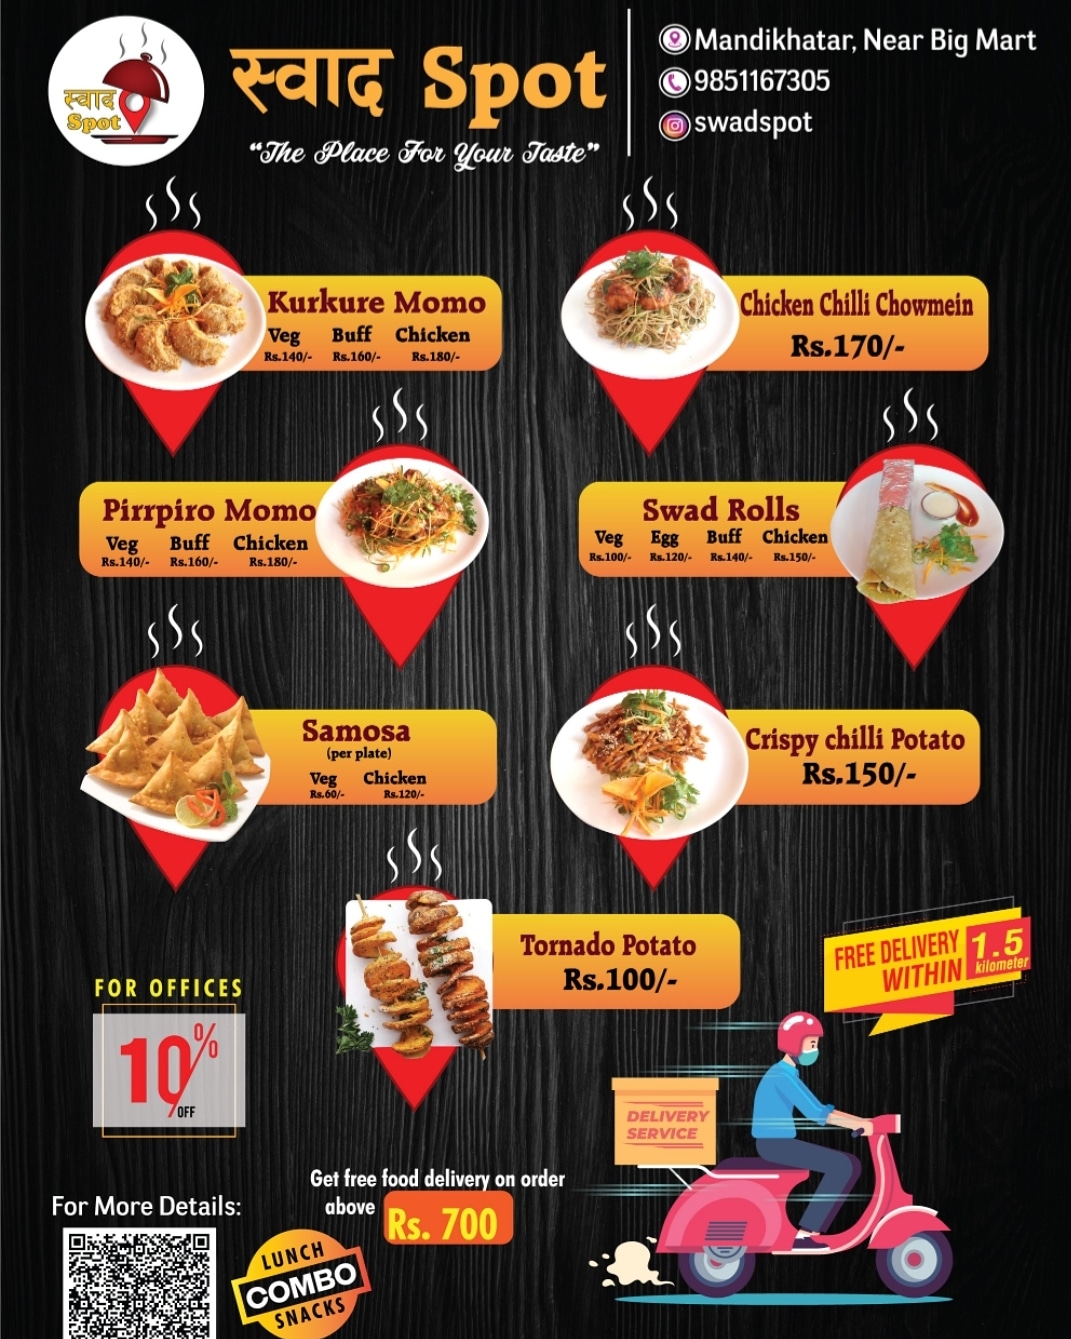 स्वाद
Spot
स्वाद Spot
“The Place For Your Taste”
Mandikhatar, Near Big Mart
9851167305
swadspot
Kurkure Momo
Veg Buff Chicken
Rs.140/- Rs.160/- Rs.180/-
Chicken Chilli Chowmein
Rs.170/-
Pirrpiro Momo
Veg Buff Chicken
Rs.140/- Rs.160/- Rs.180/-
Swad Rolls
Veg Egg Buff Chicken
Rs.100/- Rs.120/- Rs.140/- Rs.150/-
Samosa
(per plate)
Veg Chicken
Rs.60/- Rs.120/-
Crispy chilli Potato
Rs.150/-
Tornado Potato
Rs.100/-
FREE DELIVERY
WITHIN
1.5
kilometer
FOR OFFICES
10%
OFF
DELIVERY
SERVICE
Get free food delivery on order
above Rs. 700
For More Details:
LUNCH
COMBO
SNACKS